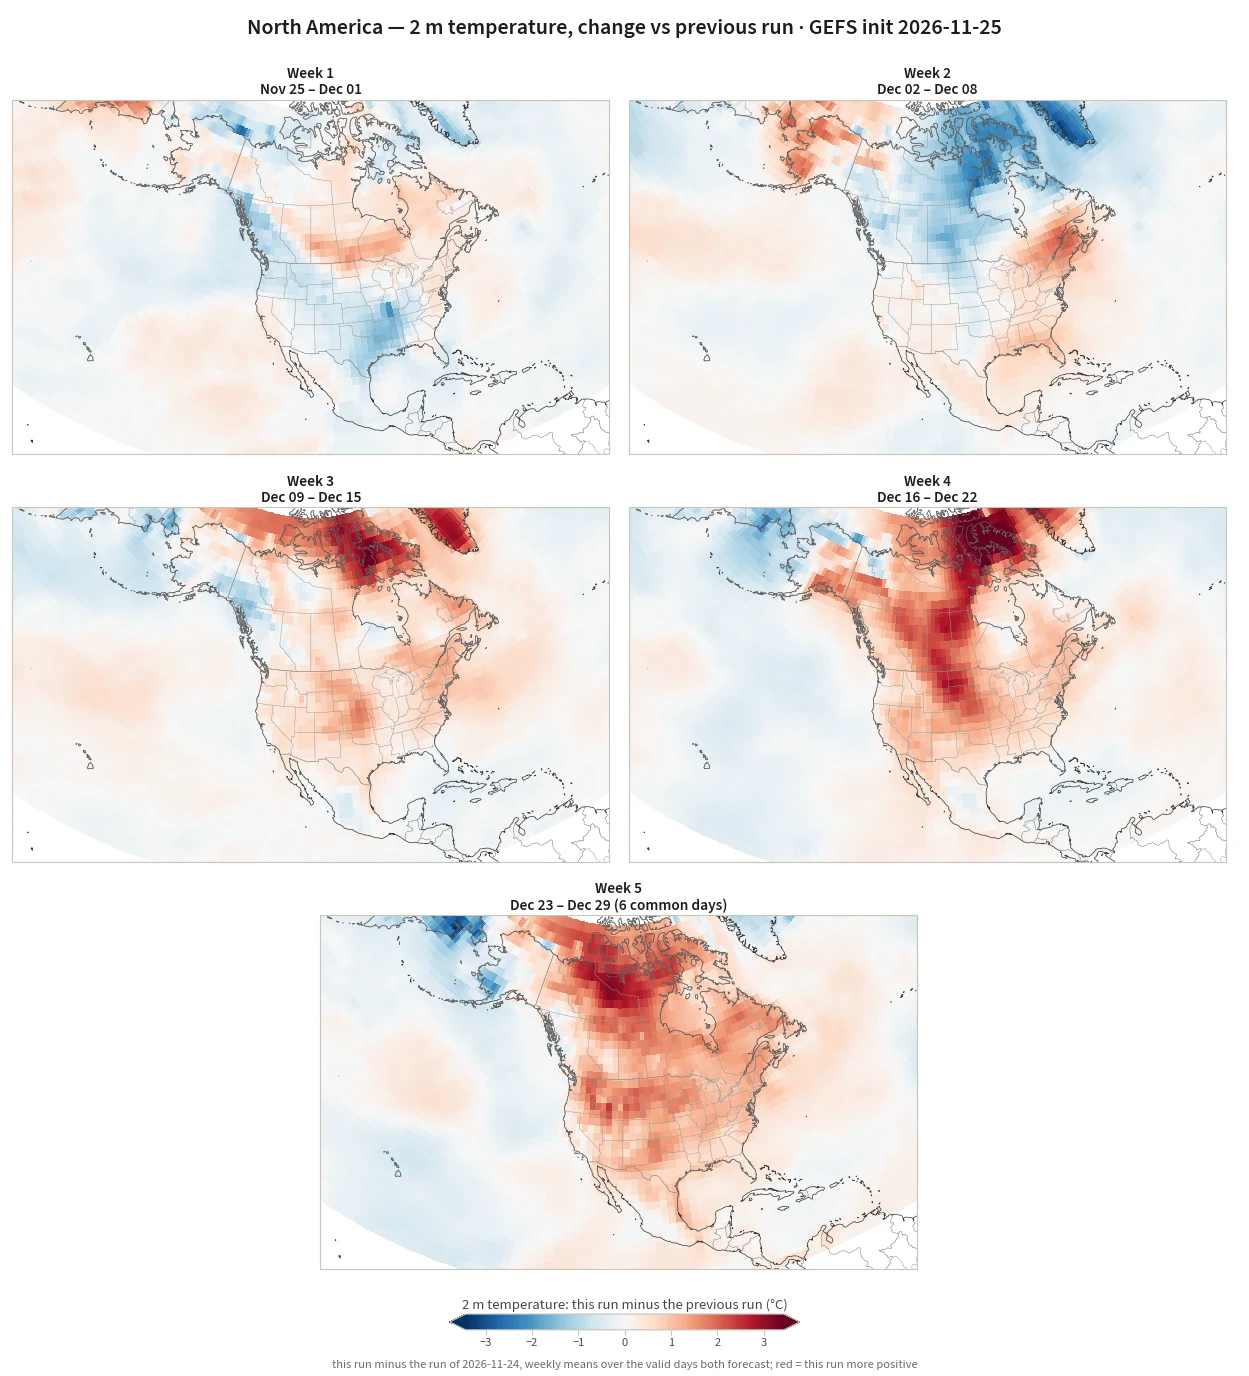 North America — 2 m temperature, change vs previous run · GEFS init 2026-11-25
Week 1
Nov 25 – Dec 01
Week 2
Dec 02 – Dec 08
Week 3
Dec 09 – Dec 15
Week 4
Dec 16 – Dec 22
Week 5
Dec 23 – Dec 29 (6 common days)
2 m temperature: this run minus the previous run (°C)
−3 −2 −1 0 1 2 3
this run minus the run of 2026-11-24, weekly means over the valid days both forecast; red = this run more positive